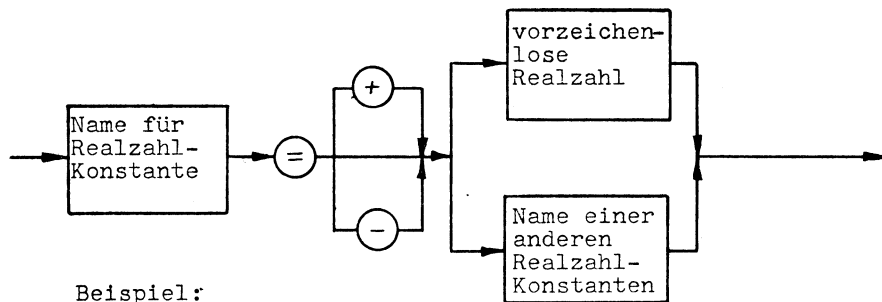 Name für
Realzahl-
Konstante
=
+
-
vorzeichen-
lose
Realzahl
Name einer
anderen
Realzahl-
Konstanten
Beispiel: